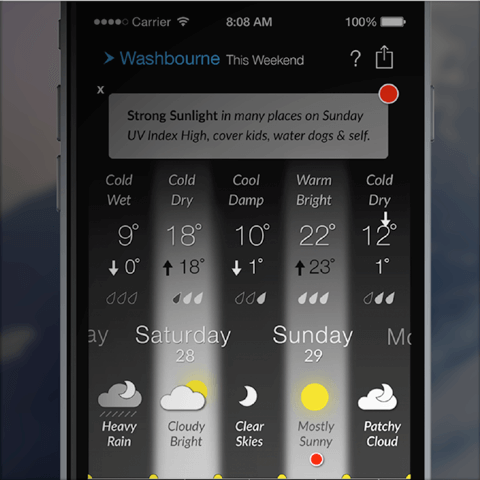 Carrier 8:08 AM 100%
Washbourne This Weekend ?
x
Strong Sunlight in many places on Sunday
UV Index High, cover kids, water dogs & self.
Cold Cold Cool Warm Cold
Wet Dry Damp Bright Dry
9° 18° 10° 22° 12°
0° 18° 1° 23° 1°
ay Saturday Sunday Mo
28 29
Heavy Cloudy Clear Mostly Patchy
Rain Bright Skies Sunny Cloud